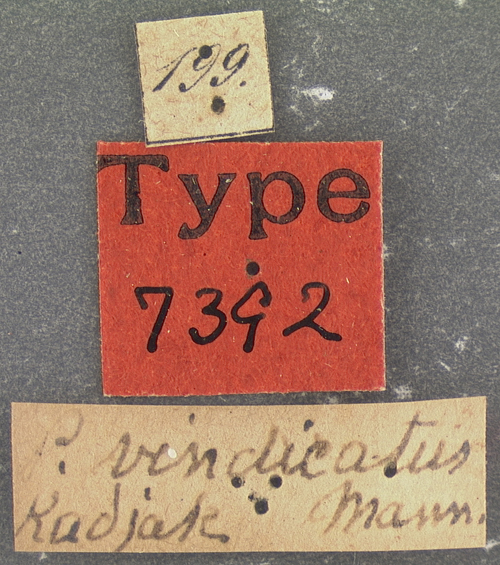 199.
Type
7392
P. vindicatus
Kadjak Mann.